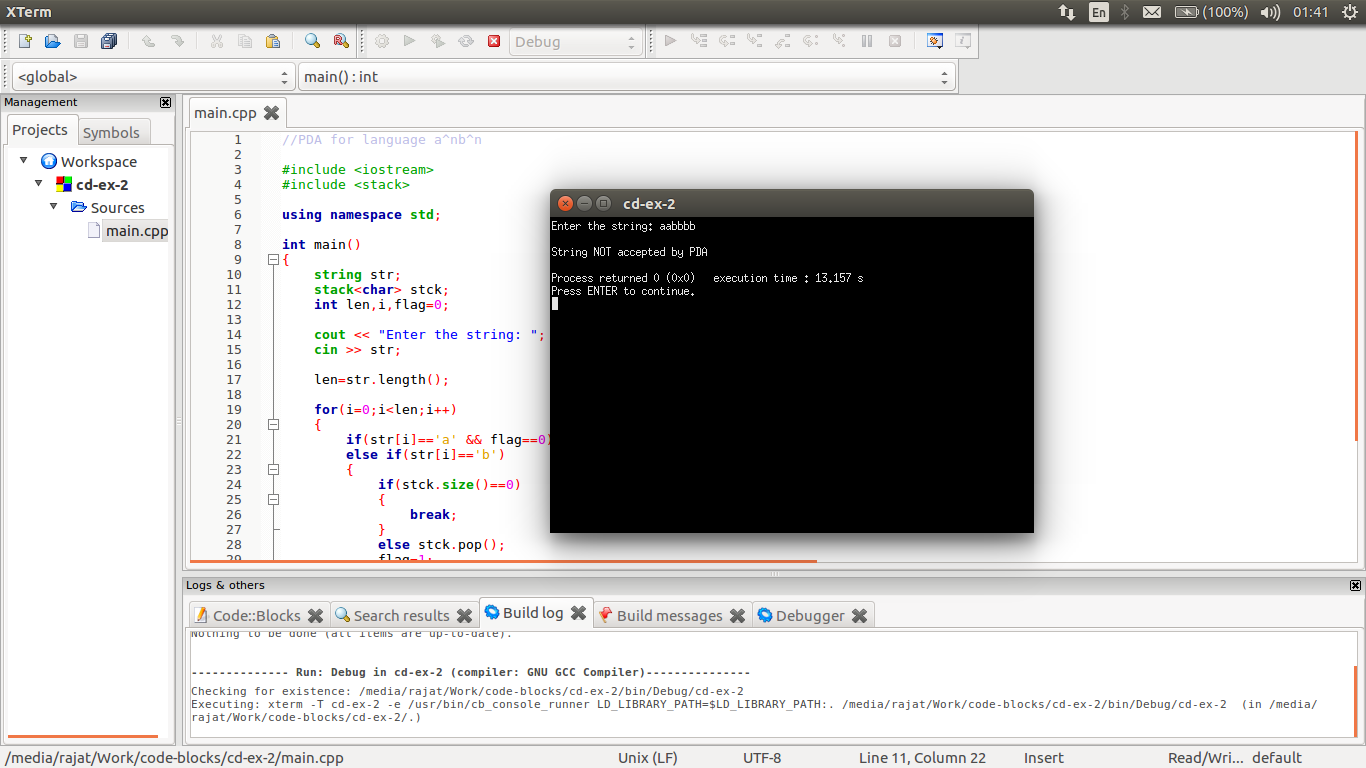 XTerm
En
(100%)
01:41
Debug
<global>
main() : int
Management
Projects
Symbols
Workspace
cd-ex-2
Sources
main.cpp
main.cpp
1 //PDA for language a^nb^n
2
3 #include <iostream>
4 #include <stack>
5
6 using namespace std;
7
8 int main()
9 {
10 string str;
11 stack<char> stck;
12 int len,i,flag=0;
13
14 cout << "Enter the string: ";
15 cin >> str;
16
17 len=str.length();
18
19 for(i=0;i<len;i++)
20 {
21 if(str[i]=='a' && flag==0)
22 else if(str[i]=='b')
23 {
24 if(stck.size()==0)
25 {
26 break;
27 }
28 else stck.pop();
29 flag=1;
cd-ex-2
Enter the string: aabbbb
String NOT accepted by PDA
Process returned 0 (0x0) execution time : 13.157 s
Press ENTER to continue.
Logs & others
Code::Blocks
Search results
Build log
Build messages
Debugger
Nothing to be done (all items are up-to-date).
-------------- Run: Debug in cd-ex-2 (compiler: GNU GCC Compiler)---------------
Checking for existence: /media/rajat/Work/code-blocks/cd-ex-2/bin/Debug/cd-ex-2
Executing: xterm -T cd-ex-2 -e /usr/bin/cb_console_runner LD_LIBRARY_PATH=$LD_LIBRARY_PATH:. /media/rajat/Work/code-blocks/cd-ex-2/bin/Debug/cd-ex-2 (in /media/
rajat/Work/code-blocks/cd-ex-2/.)
/media/rajat/Work/code-blocks/cd-ex-2/main.cpp
Unix (LF)
UTF-8
Line 11, Column 22
Insert
Read/Wri...
default